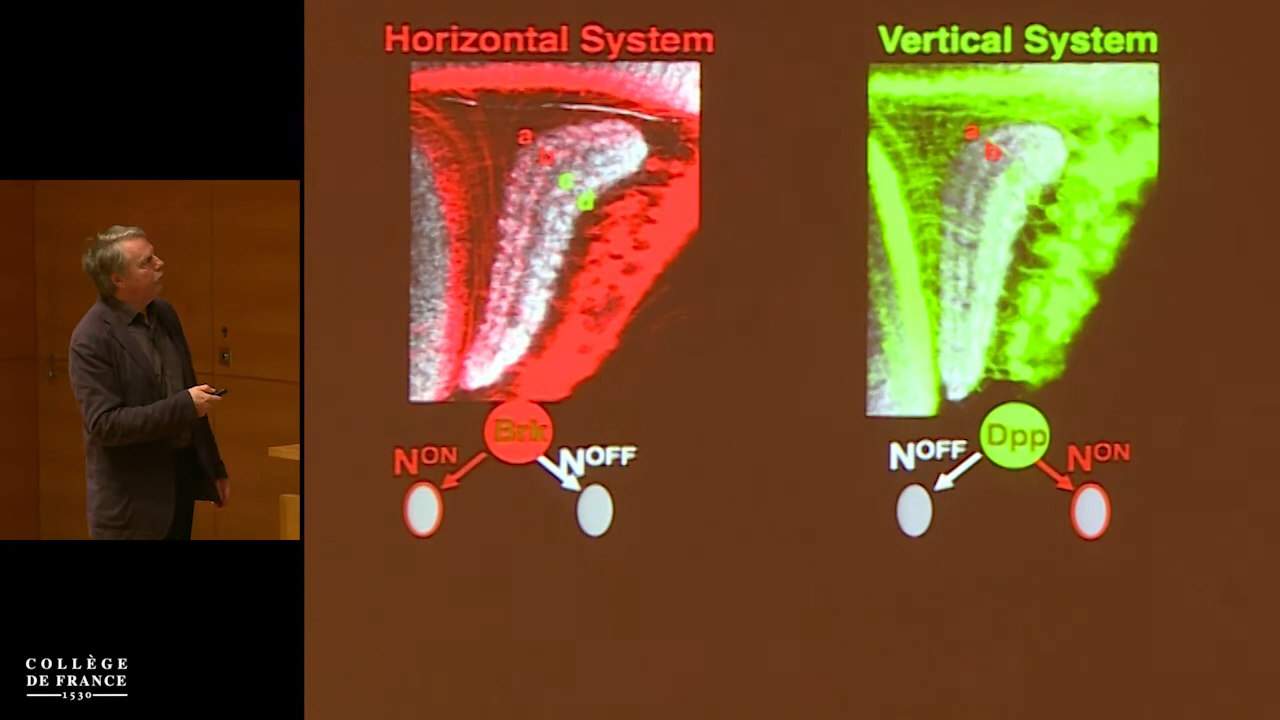 Horizontal System
a
b
c
d
Brk
NON
NOFF
Vertical System
a
b
Dpp
NOFF
NON
COLLÈGE
DE FRANCE
1530